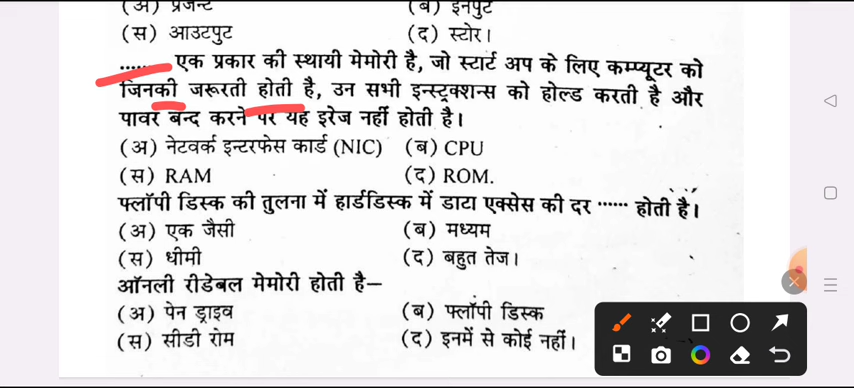 (अ) प्रिजेन्ट (ब) इनपुट
(स) आउटपुट (द) स्टोर।
....... एक प्रकार की स्थायी मेमोरी है, जो स्टार्ट अप के लिए कम्प्यूटर को
जिनकी जरूरती होती है, उन सभी इन्स्ट्रक्शन्स को होल्ड करती है और
पावर बन्द करने पर यह इरेज नहीं होती है।
(अ) नेटवर्क इन्टरफेस कार्ड (NIC) (ब) CPU
(स) RAM (द) ROM.
फ्लॉपी डिस्क की तुलना में हार्डडिस्क में डाटा एक्सेस की दर ...... होती है।
(अ) एक जैसी (ब) मध्यम
(स) धीमी (द) बहुत तेज।
ऑनली रीडेबल मेमोरी होती है–
(अ) पेन ड्राइव (ब) फ्लॉपी डिस्क
(स) सीडी रोम (द) इनमें से कोई नहीं।